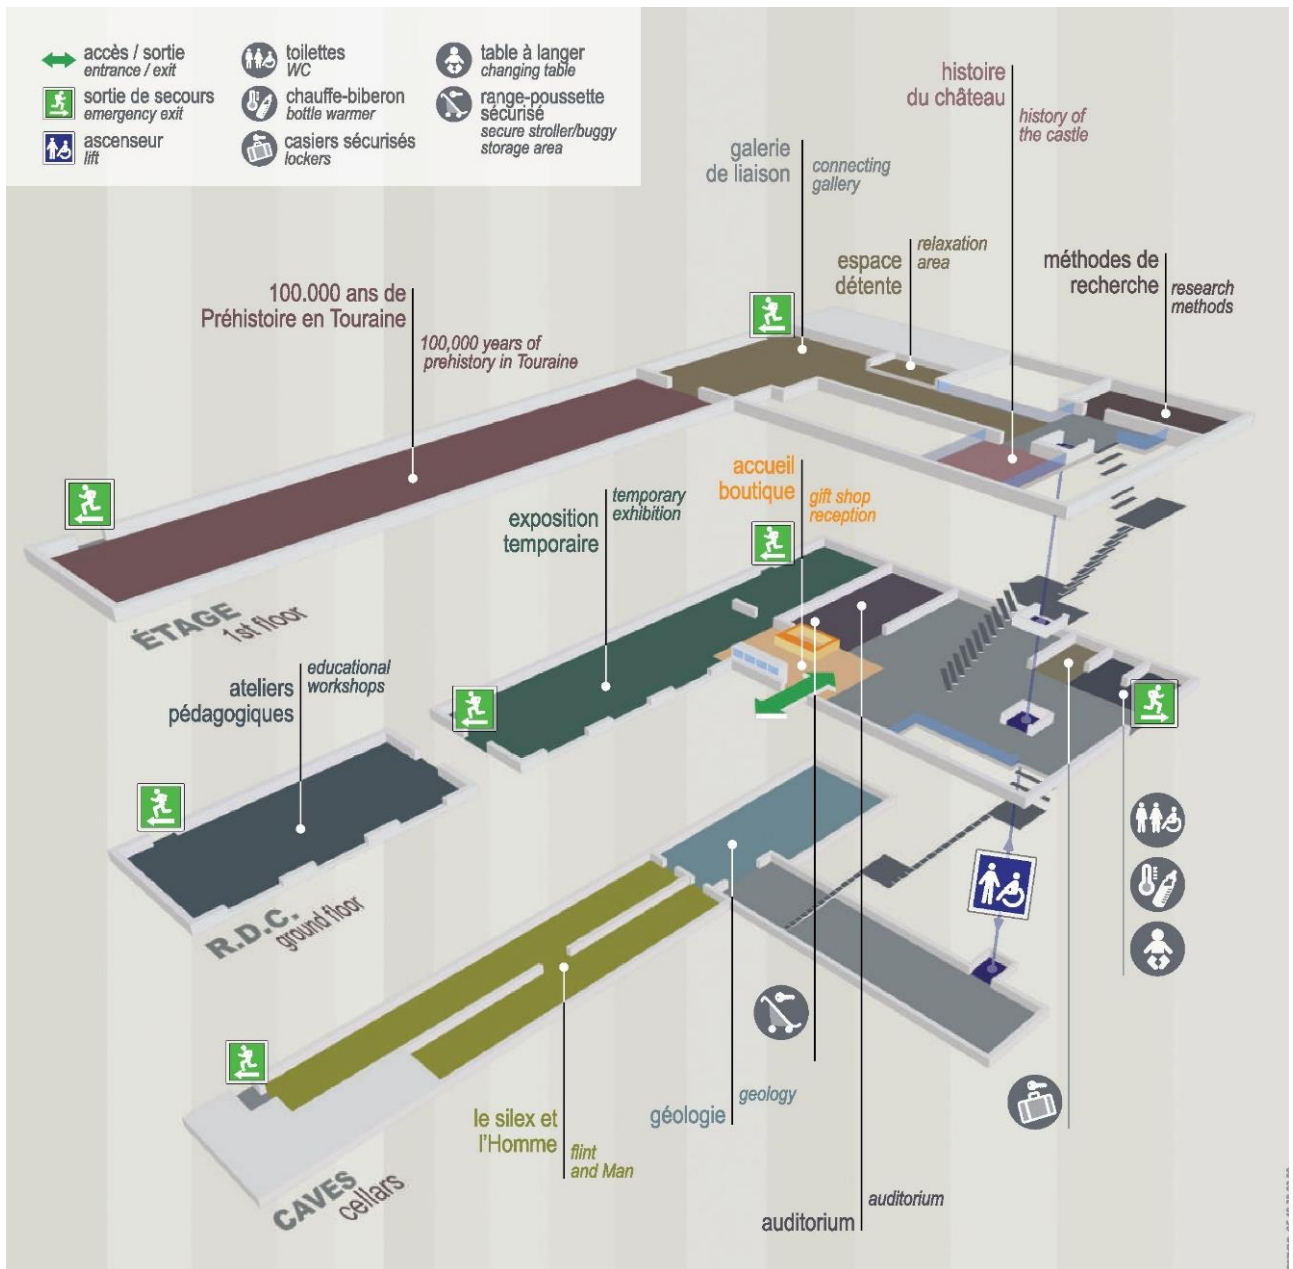 accès / sortie
entrance / exit
sortie de secours
emergency exit
ascenseur
lift
toilettes
WC
chauffe-biberon
bottle warmer
casiers sécurisés
lockers
table à langer
changing table
range-poussette
sécurisé
secure stroller/buggy
storage area
histoire
du château
history of
the castle
galerie
de liaison
connecting
gallery
espace
détente
relaxation
area
méthodes de
recherche
research
methods
100.000 ans de
Préhistoire en Touraine
100,000 years of
prehistory in Touraine
ÉTAGE
1st floor
accueil
boutique
gift shop
reception
exposition
temporaire
temporary
exhibition
ateliers
pédagogiques
educational
workshops
R.D.C.
ground floor
le silex et
l'Homme
flint
and Man
géologie
geology
auditorium
auditorium
CAVES
cellars